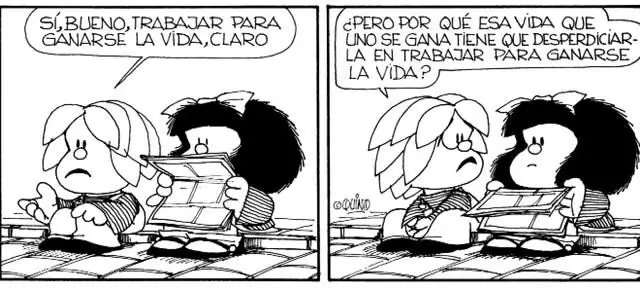 SÍ, BUENO, TRABAJAR PARA
GANARSE LA VIDA, CLARO
¿PERO POR QUÉ ESA VIDA QUE
UNO SE GANA TIENE QUE DESPERDICIAR-
LA EN TRABAJAR PARA GANARSE
LA VIDA?
©QUINO